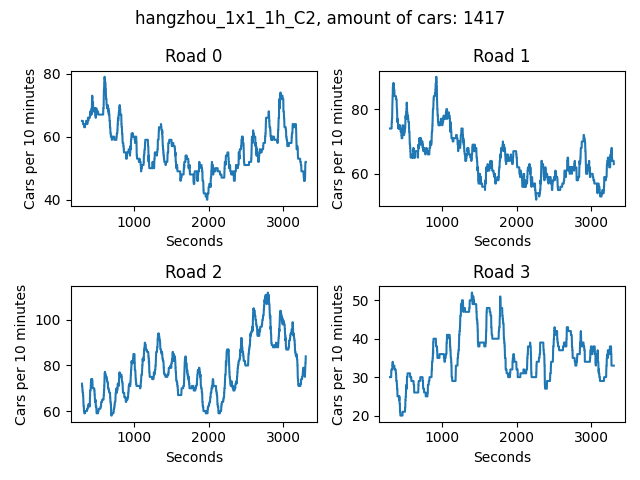 hangzhou_1x1_1h_C2, amount of cars: 1417
Road 0
Cars per 10 minutes
80
60
40
1000
2000
3000
Seconds
Road 1
Cars per 10 minutes
80
60
1000
2000
3000
Seconds
Road 2
Cars per 10 minutes
100
80
60
1000
2000
3000
Seconds
Road 3
Cars per 10 minutes
50
40
30
20
1000
2000
3000
Seconds